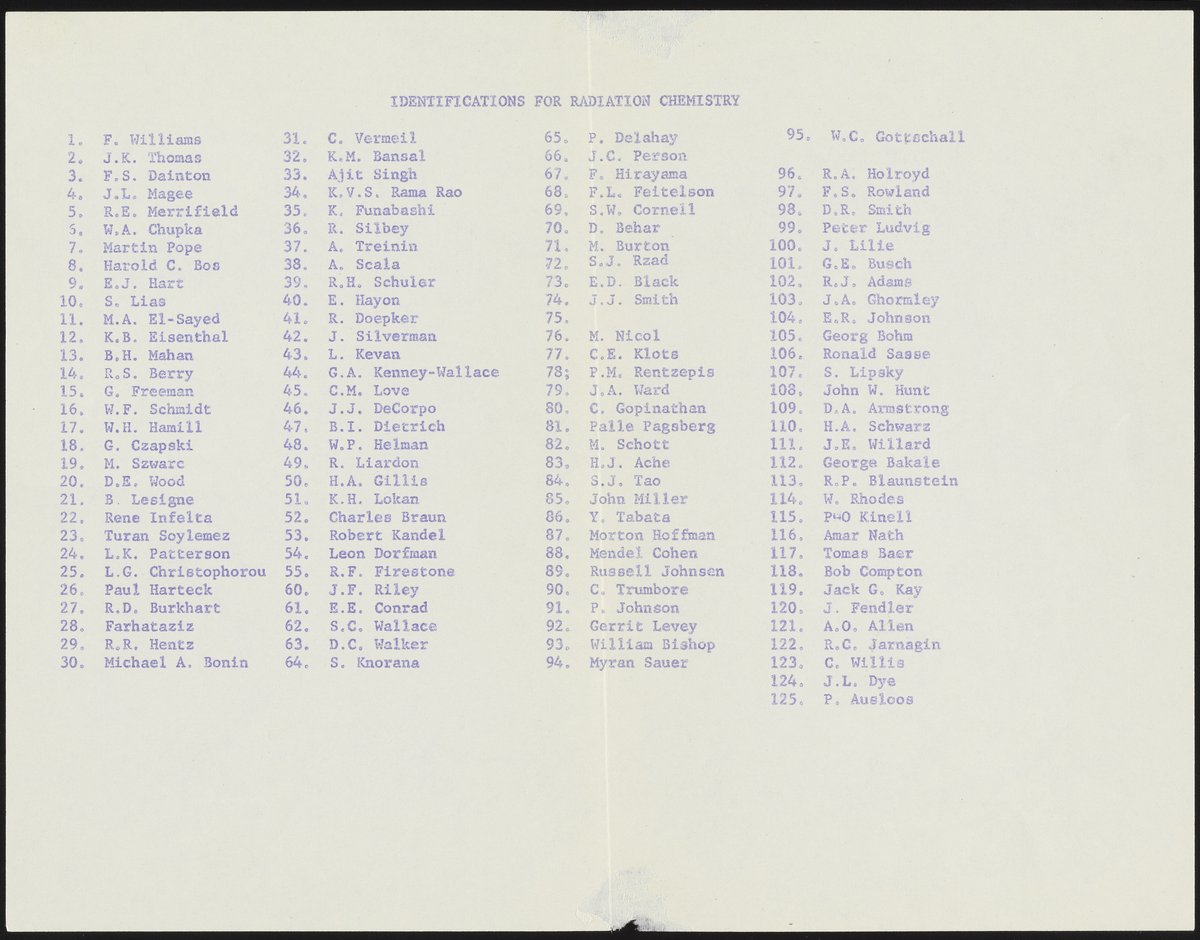 IDENTIFICATIONS FOR RADIATION CHEMISTRY
1. F. Williams
2. J.K. Thomas
3. F.S. Dainton
4. J.L. Magee
5. R.E. Merrifield
6. W.A. Chupka
7. Martin Pope
8. Harold C. Bos
9. E.J. Hart
10. S. Lias
11. M.A. El-Sayed
12. K.B. Eisenthal
13. B.H. Mahan
14. R.S. Berry
15. G. Freeman
16. W.F. Schmidt
17. W.H. Hamill
18. G. Czapski
19. M. Szwarc
20. D.E. Wood
21. B. Lesigne
22. Rene Infelta
23. Turan Soylemez
24. L.K. Patterson
25. L.G. Christophorou
26. Paul Harteck
27. R.D. Burkhart
28. Farhataziz
29. R.R. Hentz
30. Michael A. Bonin
31. C. Vermeil
32. K.M. Bansal
33. Ajit Singh
34. K.V.S. Rama Rao
35. K. Funabashi
36. R. Silbey
37. A. Treinin
38. A. Scala
39. R.H. Schuler
40. E. Hayon
41. R. Doepker
42. J. Silverman
43. L. Kevan
44. G.A. Kenney-Wallace
45. C.M. Love
46. J.J. DeCorpo
47. B.I. Dietrich
48. W.P. Helman
49. R. Liardon
50. H.A. Gillis
51. K.H. Lokan
52. Charles Braun
53. Robert Kandel
54. Leon Dorfman
55. R.F. Firestone
60. J.F. Riley
61. E.E. Conrad
62. S.C. Wallace
63. D.C. Walker
64. S. Knorana
65. P. Delahay
66. J.C. Person
67. F. Hirayama
68. F.L. Feitelson
69. S.W. Cornell
70. D. Behar
71. M. Burton
72. S.J. Rzad
73. E.D. Black
74. J.J. Smith
75.
76. M. Nicol
77. C.E. Klots
78; P.M. Rentzepis
79. J.A. Ward
80. C. Gopinathan
81. Palle Pagsberg
82. M. Schott
83. H.J. Ache
84. S.J. Tao
85. John Miller
86. Y. Tabata
87. Morton Hoffman
88. Mendel Cohen
89. Russell Johnsen
90. C. Trumbore
91. P. Johnson
92. Gerrit Levey
93. William Bishop
94. Myran Sauer
95. W.C. Gottschall
96. R.A. Holroyd
97. F.S. Rowland
98. D.R. Smith
99. Peter Ludvig
100. J. Lilie
101. G.E. Busch
102. R.J. Adams
103. J.A. Ghormley
104. E.R. Johnson
105. Georg Bohm
106. Ronald Sasse
107. S. Lipsky
108. John W. Hunt
109. D.A. Armstrong
110. H.A. Schwarz
111. J.E. Willard
112. George Bakale
113. R.P. Blaunstein
114. W. Rhodes
115. P-O Kinell
116. Amar Nath
117. Tomas Baer
118. Bob Compton
119. Jack G. Kay
120. J. Fendler
121. A.O. Allen
122. R.C. Jarnagin
123. C. Willis
124. J.L. Dye
125. P. Ausloos